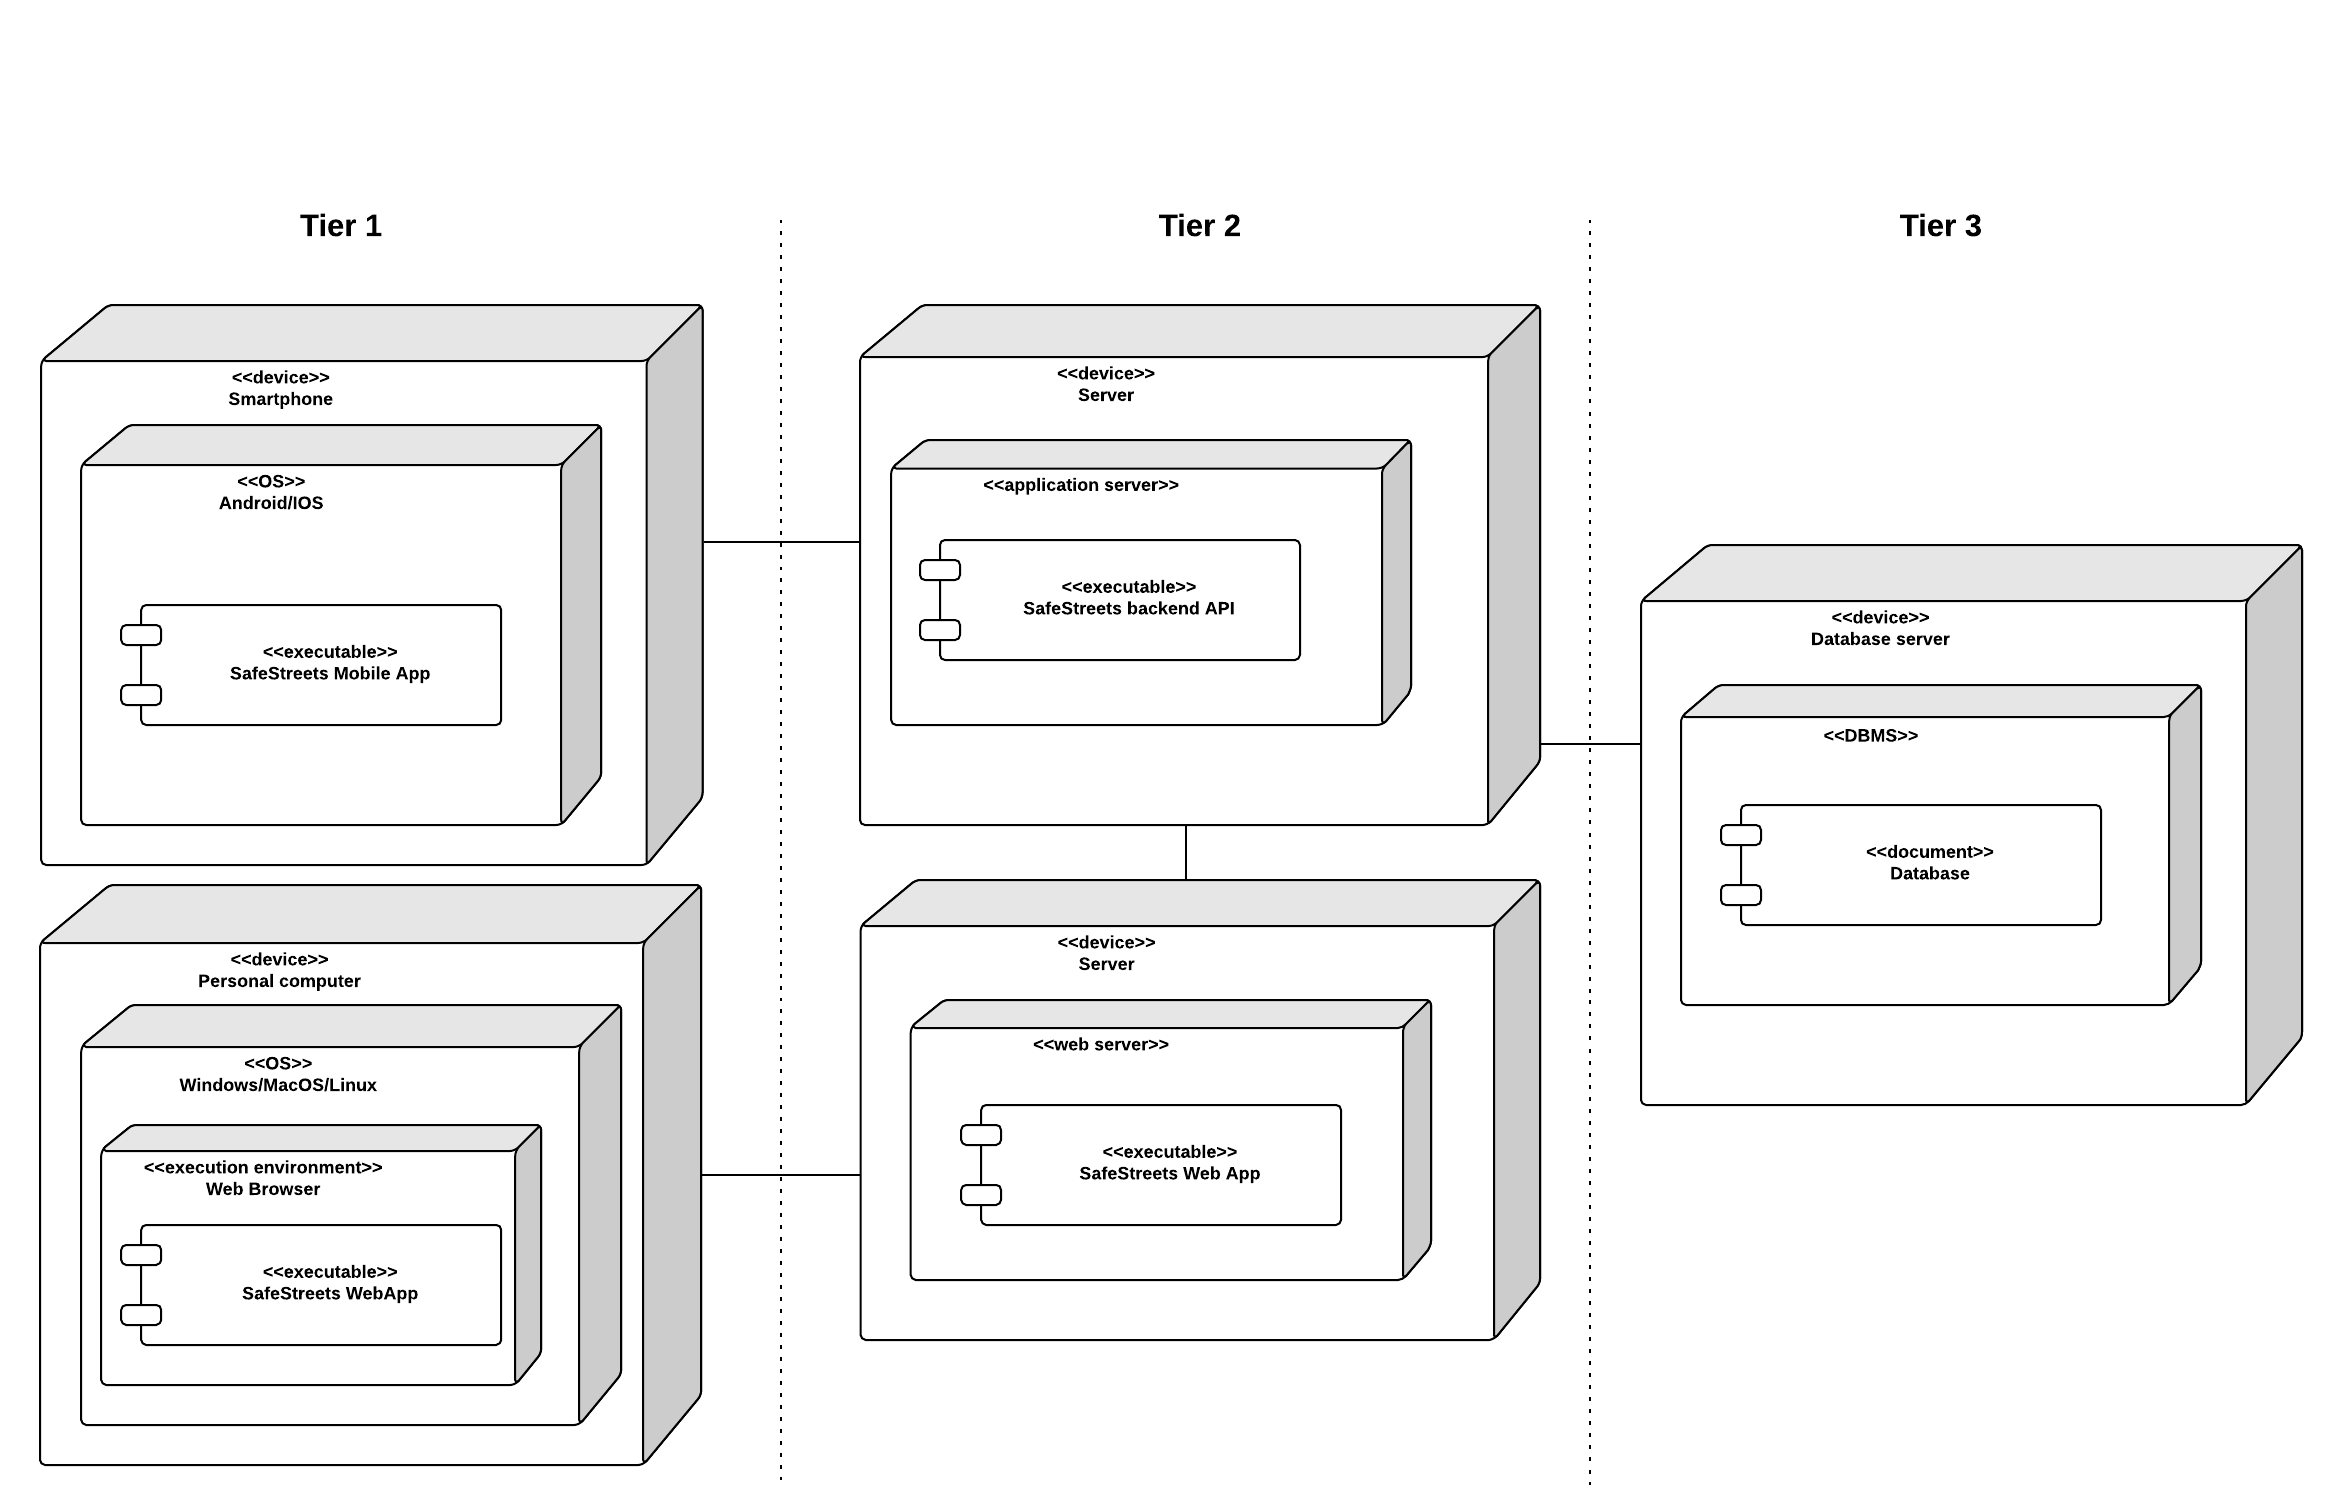 Tier 1
Tier 2
Tier 3
<<device>>
Smartphone
<<OS>>
Android/IOS
<<executable>>
SafeStreets Mobile App
<<device>>
Personal computer
<<OS>>
Windows/MacOS/Linux
<<execution environment>>
Web Browser
<<executable>>
SafeStreets WebApp
<<device>>
Server
<<application server>>
<<executable>>
SafeStreets backend API
<<device>>
Server
<<web server>>
<<executable>>
SafeStreets Web App
<<device>>
Database server
<<DBMS>>
<<document>>
Database